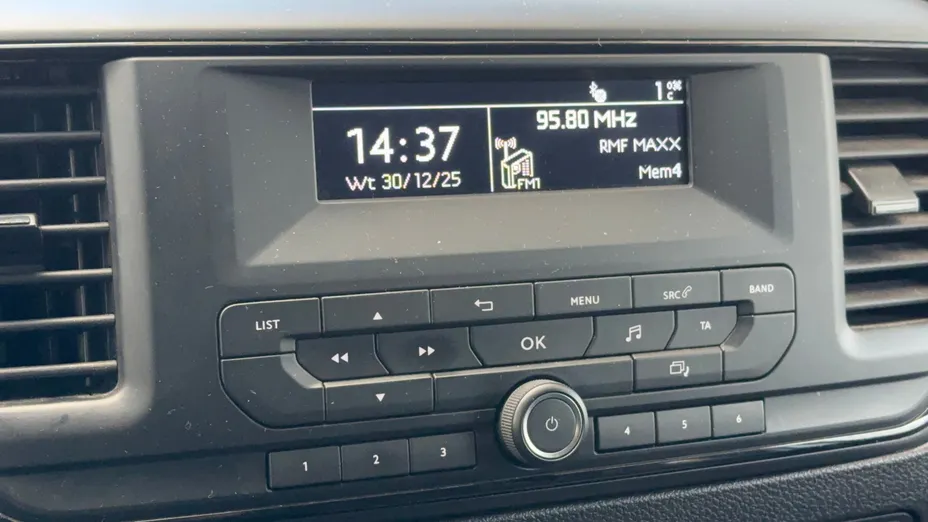 1 °C
14:37
Wt 30/12/25
95.80 MHz
RMF MAXX
Mem4
FM1
LIST
MENU
SRC
BAND
OK
TA
1
2
3
4
5
6